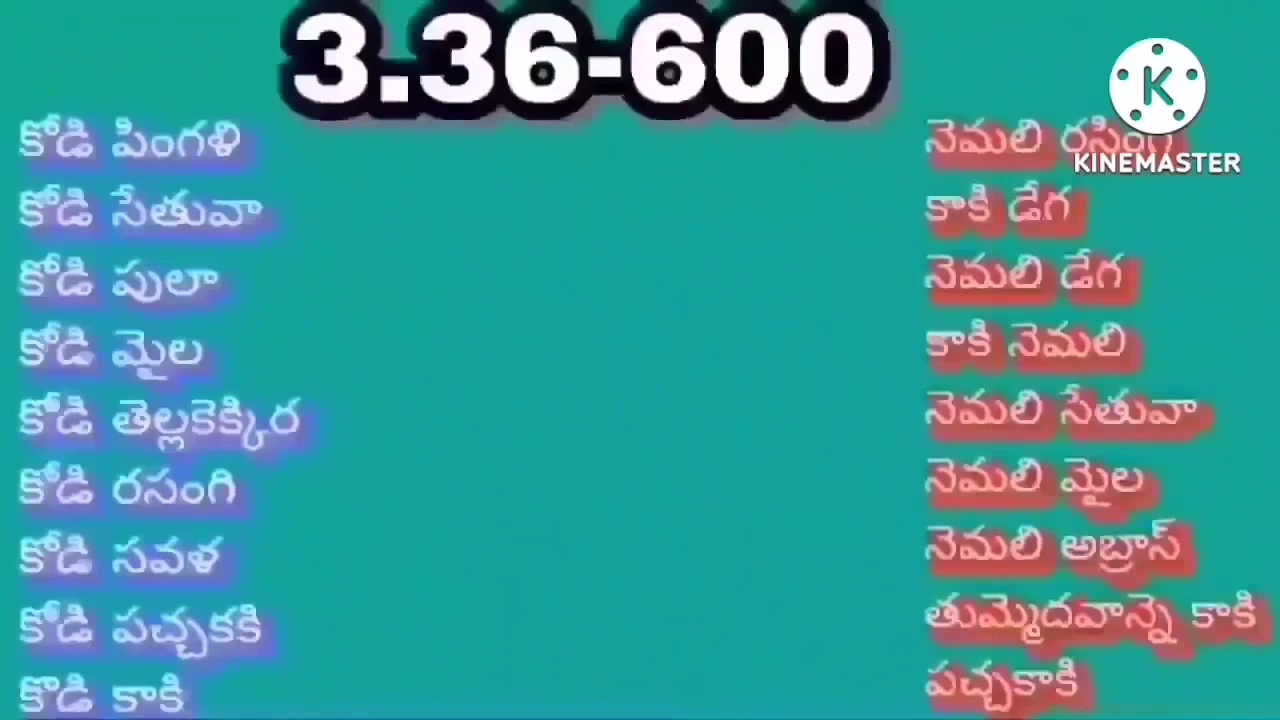 3.36-600
కోడి పింగళి
కోడి సేతువా
కోడి పులా
కోడి మైల
కోడి తెల్లకెక్కిర
కోడి రసంగి
కోడి సవళ
కోడి పచ్చకకి
కోడి కాకి
నెమలి రసింగి
కాకి డేగ
నెమలి డేగ
కాకి నెమలి
నెమలి సేతువా
నెమలి మైల
నెమలి అబ్రాస్
తుమ్మెదవాన్నె కాకి
పచ్చకాకి
K
KINEMASTER